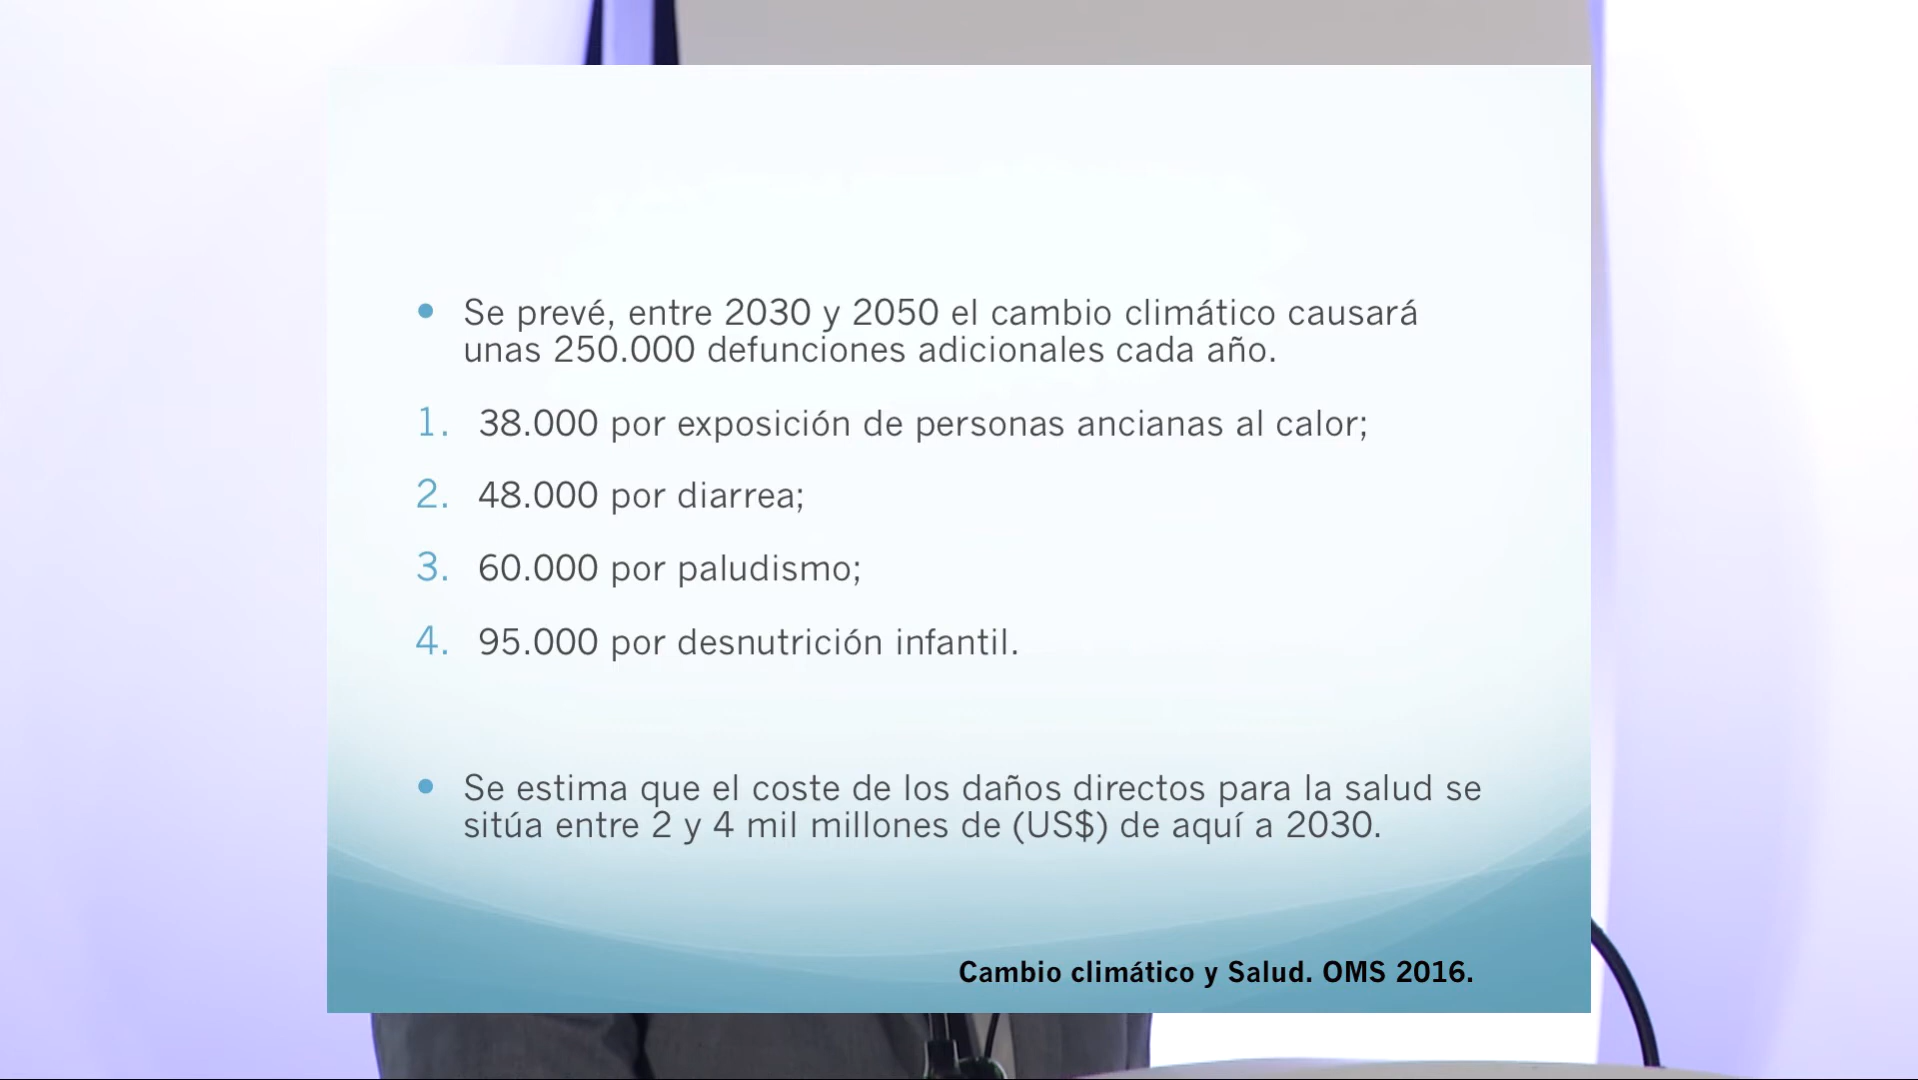 Se prevé, entre 2030 y 2050 el cambio climático causará
unas 250.000 defunciones adicionales cada año.
1. 38.000 por exposición de personas ancianas al calor;
2. 48.000 por diarrea;
3. 60.000 por paludismo;
4. 95.000 por desnutrición infantil.
Se estima que el coste de los daños directos para la salud se
sitúa entre 2 y 4 mil millones de (US$) de aquí a 2030.
Cambio climático y Salud. OMS 2016.